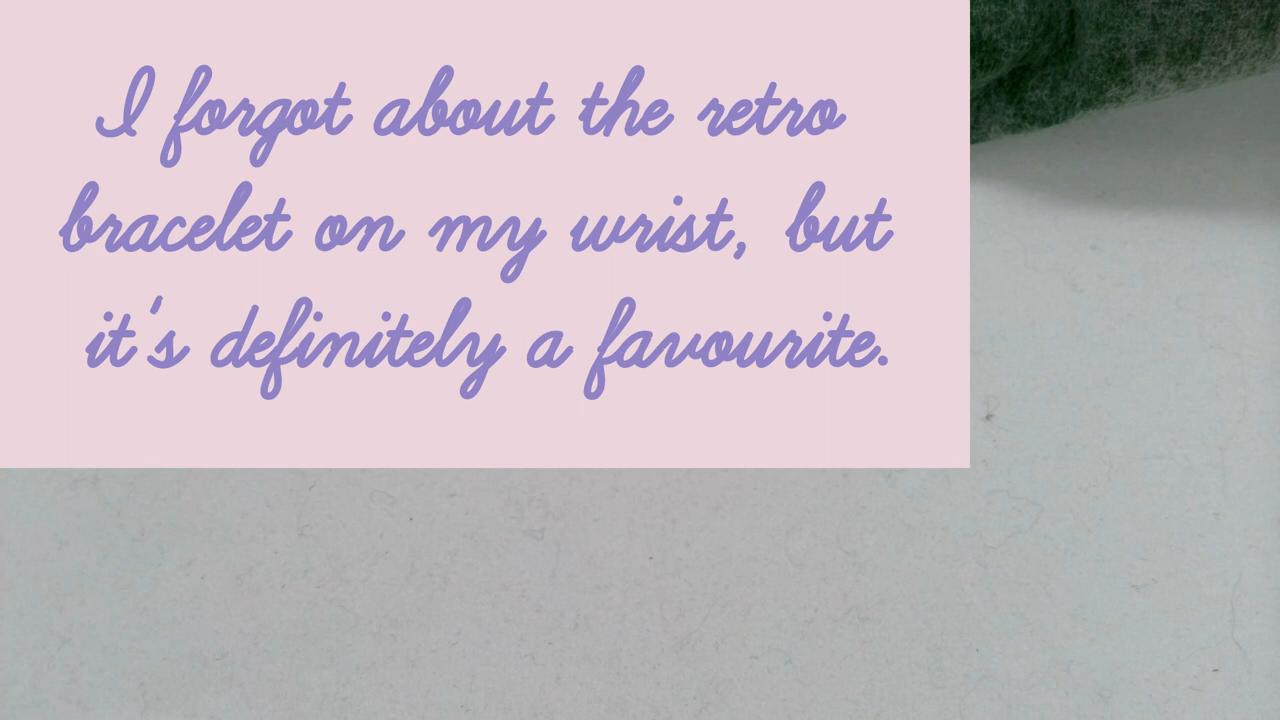 I forgot about the retro
bracelet on my wrist, but
it's definitely a favourite.